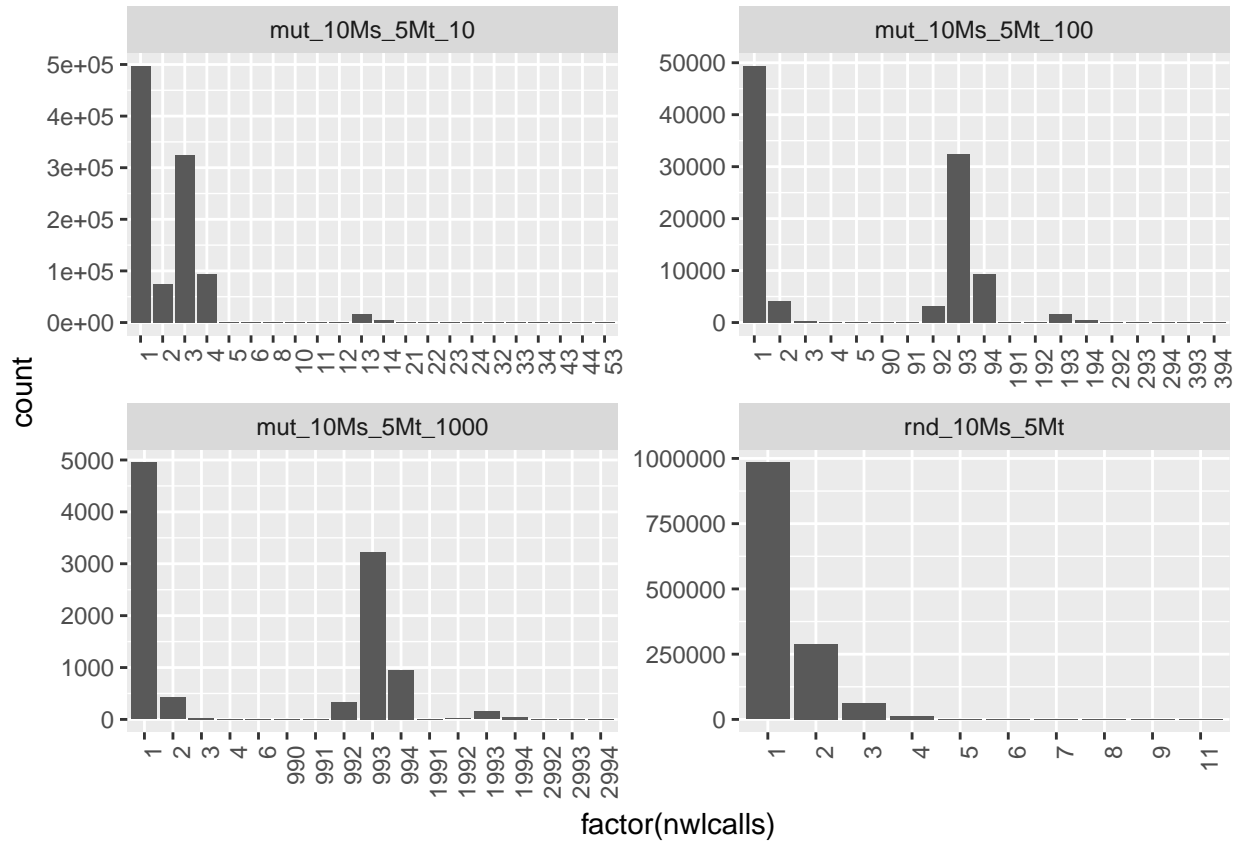 mut_10Ms_5Mt_10
mut_10Ms_5Mt_100
5e+05
4e+05
3e+05
2e+05
1e+05
0e+00
1 2 3 4 5 6 8 10 11 12 13 14 21 22 23 24 32 33 34 43 44 53
50000
40000
30000
20000
10000
0
1 2 3 4 5 90 91 92 93 94 191 192 193 194 292 293 294 393 394
count
mut_10Ms_5Mt_1000
rnd_10Ms_5Mt
5000
4000
3000
2000
1000
0
1 2 3 4 6 990 991 992 993 994 1991 1992 1993 1994 2992 2993 2994
1000000
750000
500000
250000
0
1 2 3 4 5 6 7 8 9 11
factor(nwlcalls)